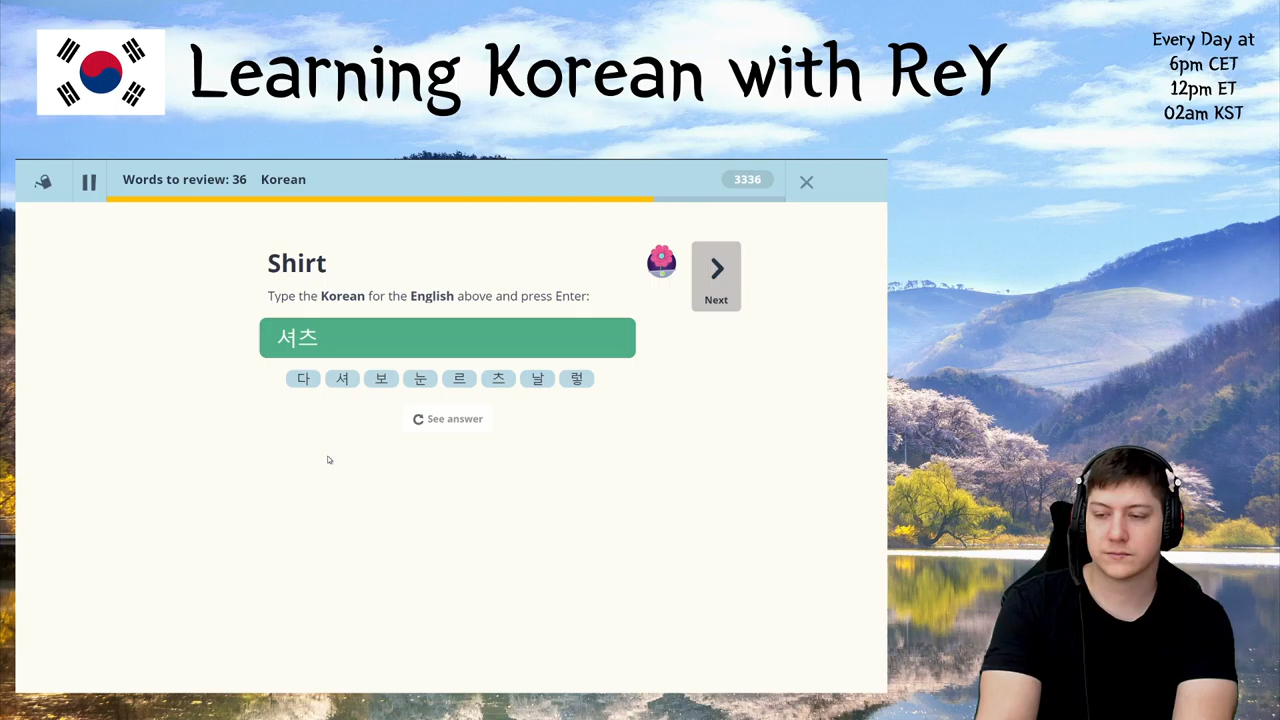 Learning Korean with ReY
Every Day at
6pm CET
12pm ET
02am KST
Words to review: 36 Korean 3336
Shirt
Type the Korean for the English above and press Enter:
Next
셔츠
다 셔 보 눈 르 츠 날 렇
See answer